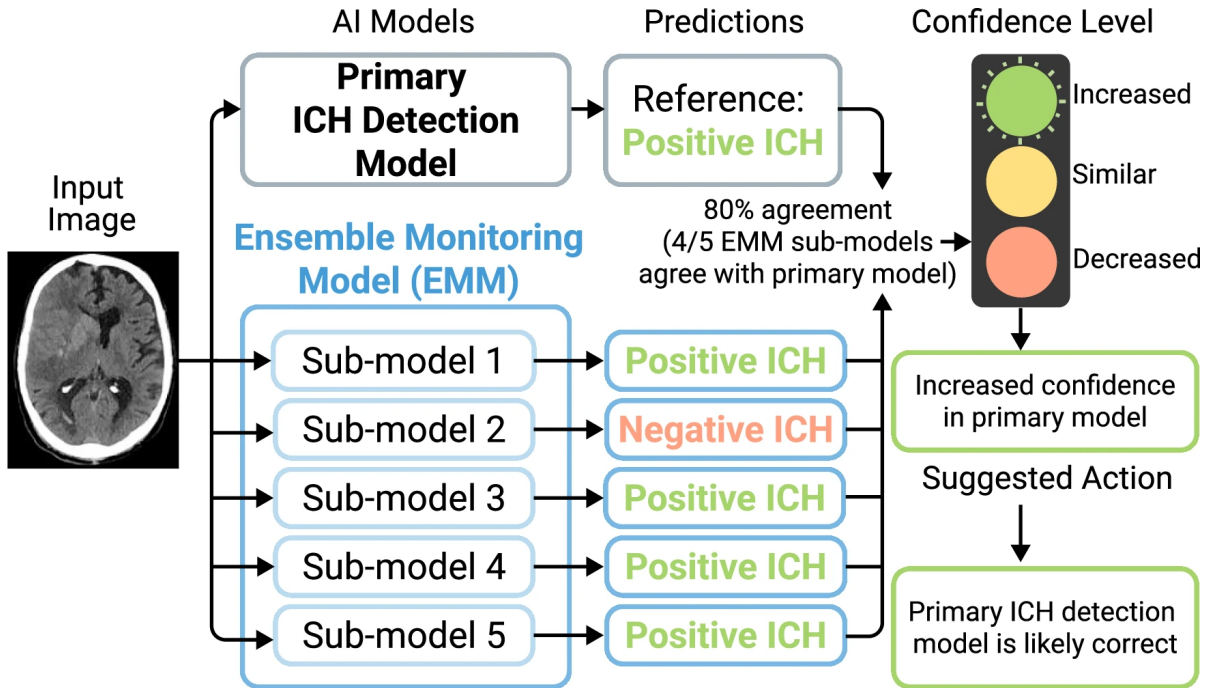 AI Models
Predictions
Confidence Level
Input
Image
Primary
ICH Detection
Model
Reference:
Positive ICH
Increased
Similar
Decreased
80% agreement
(4/5 EMM sub-models
agree with primary model)
Ensemble Monitoring
Model (EMM)
Sub-model 1
Positive ICH
Sub-model 2
Negative ICH
Sub-model 3
Positive ICH
Sub-model 4
Positive ICH
Sub-model 5
Positive ICH
Increased confidence
in primary model
Suggested Action
Primary ICH detection
model is likely correct